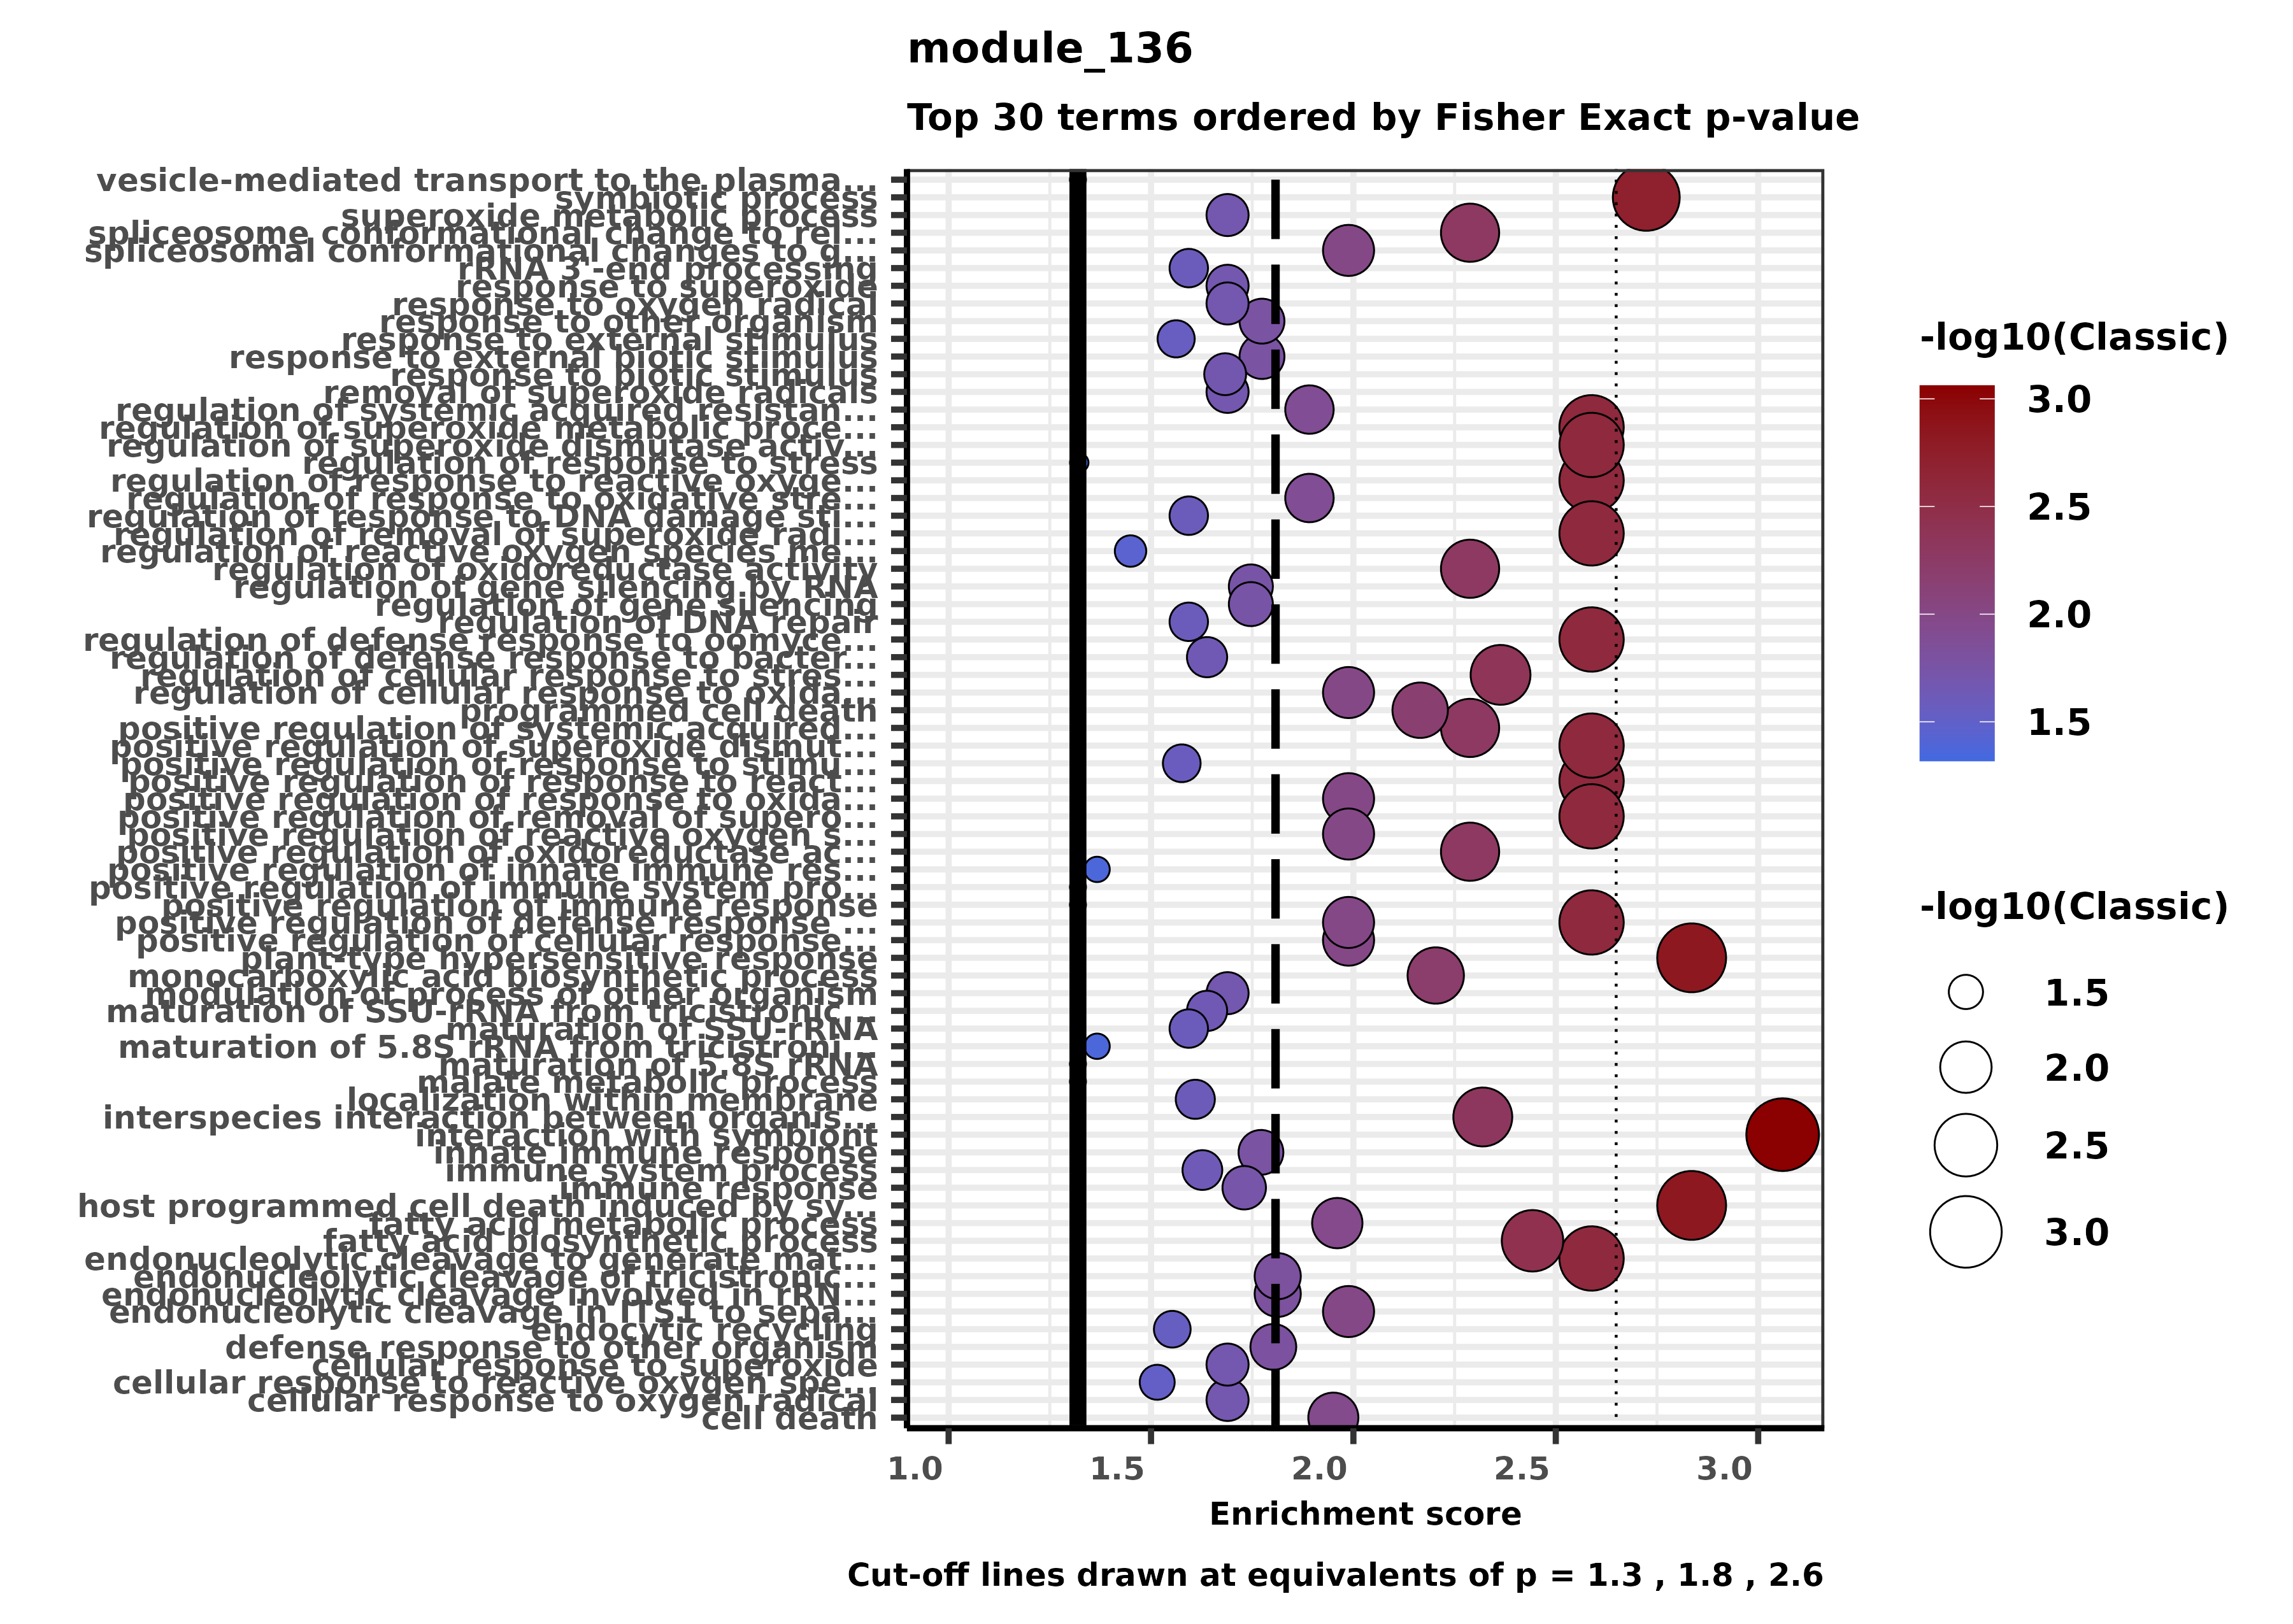 module_136
Top 30 terms ordered by Fisher Exact p-value
vesicle-mediated transport to the plasma...
symbiotic process
superoxide metabolic process
spliceosome conformational change to rel...
spliceosomal conformational changes to g...
rRNA 3'-end processing
response to superoxide
response to oxygen radical
response to other organism
response to external stimulus
response to external biotic stimulus
response to biotic stimulus
removal of superoxide radicals
regulation of systemic acquired resistan...
regulation of superoxide metabolic proce...
regulation of superoxide dismutase activ...
regulation of response to stress
regulation of response to reactive oxyge...
regulation of response to oxidative stre...
regulation of response to DNA damage sti...
regulation of removal of superoxide radi...
regulation of reactive oxygen species me...
regulation of oxidoreductase activity
regulation of gene silencing by RNA
regulation of gene silencing
regulation of DNA repair
regulation of defense response to oomyce...
regulation of defense response to bacter...
regulation of cellular response to stres...
regulation of cellular response to oxida...
programmed cell death
positive regulation of systemic acquired...
positive regulation of superoxide dismut...
positive regulation of response to stimu...
positive regulation of response to react...
positive regulation of response to oxida...
positive regulation of removal of supero...
positive regulation of reactive oxygen s...
positive regulation of oxidoreductase ac...
positive regulation of innate immune res...
positive regulation of immune system pro...
positive regulation of immune response
positive regulation of defense response ...
positive regulation of cellular response...
plant-type hypersensitive response
monocarboxylic acid biosynthetic process
modulation of process of other organism
maturation of SSU-rRNA from tricistronic...
maturation of SSU-rRNA
maturation of 5.8S rRNA from tricistroni...
maturation of 5.8S rRNA
malate metabolic process
localization within membrane
interspecies interaction between organis...
interaction with symbiont
innate immune response
immune system process
immune response
host programmed cell death induced by sy...
fatty acid metabolic process
fatty acid biosynthetic process
endonucleolytic cleavage to generate mat...
endonucleolytic cleavage of tricistronic...
endonucleolytic cleavage involved in rRN...
endonucleolytic cleavage in ITS1 to sepa...
endocytic recycling
defense response to other organism
cellular response to superoxide
cellular response to reactive oxygen spe...
cellular response to oxygen radical
cell death
1.0 1.5 2.0 2.5 3.0
Enrichment score
Cut-off lines drawn at equivalents of p = 1.3 , 1.8 , 2.6
-log10(Classic)
3.0
2.5
2.0
1.5
-log10(Classic)
1.5
2.0
2.5
3.0